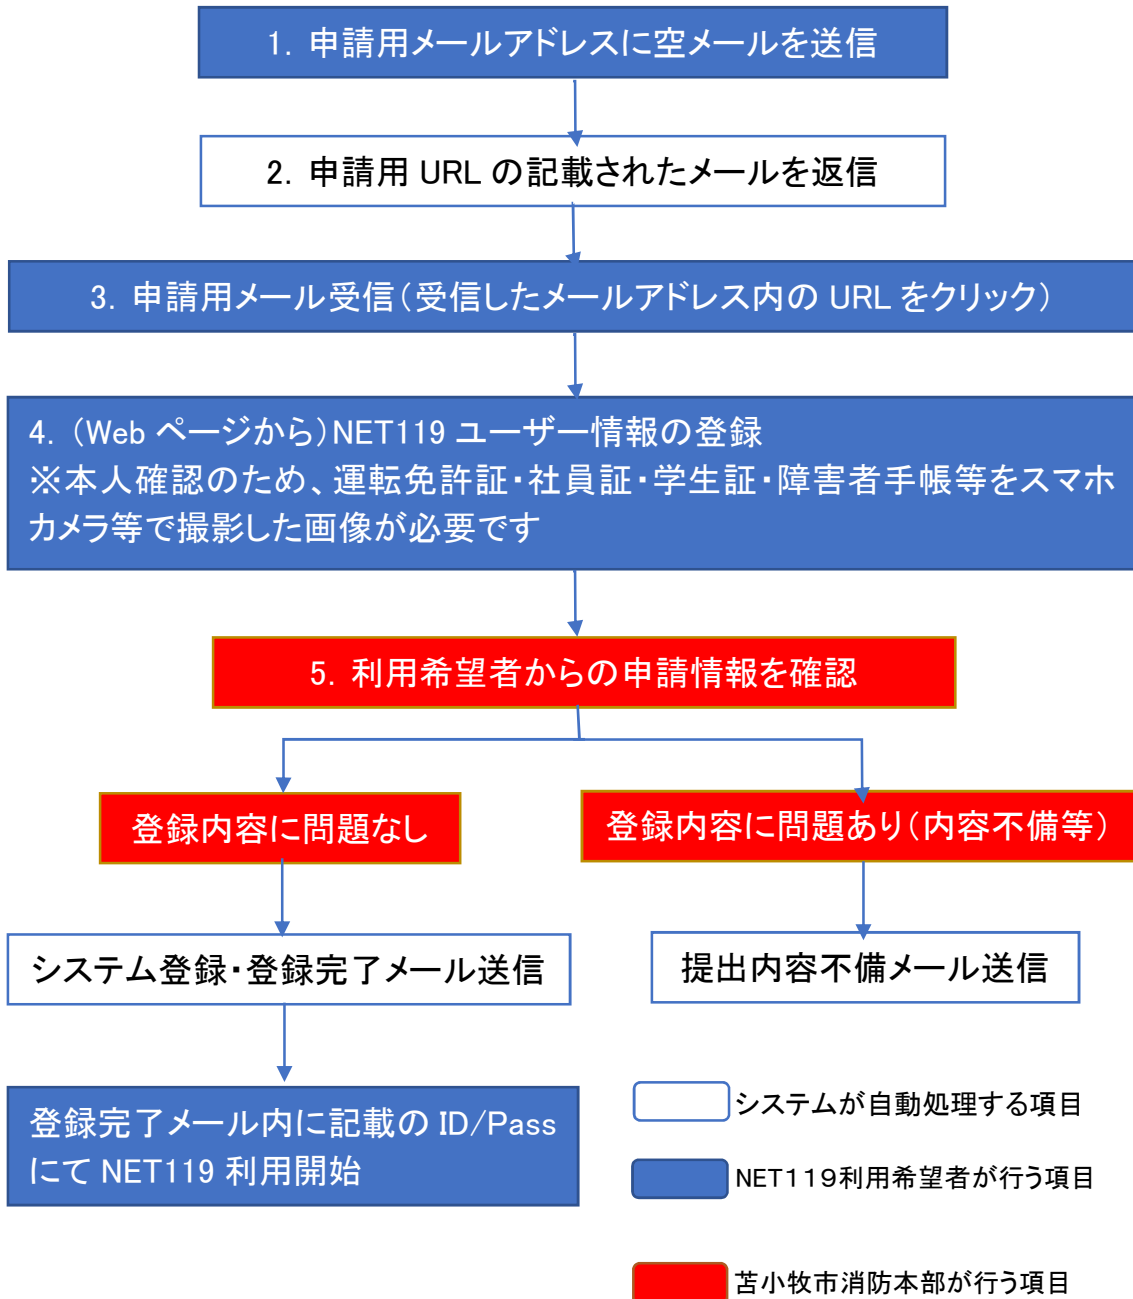 1. 申請用メールアドレスに空メールを送信
2. 申請用 URL の記載されたメールを返信
3. 申請用メール受信（受信したメールアドレス内の URL をクリック）
4.（Web ページから）NET119 ユーザー情報の登録
※本人確認のため、運転免許証・社員証・学生証・障害者手帳等をスマホ
カメラ等で撮影した画像が必要です
5. 利用希望者からの申請情報を確認
登録内容に問題なし
登録内容に問題あり（内容不備等）
システム登録・登録完了メール送信
提出内容不備メール送信
登録完了メール内に記載の ID/Pass
にて NET119 利用開始
システムが自動処理する項目
NET１１９利用希望者が行う項目
苫小牧市消防本部が行う項目